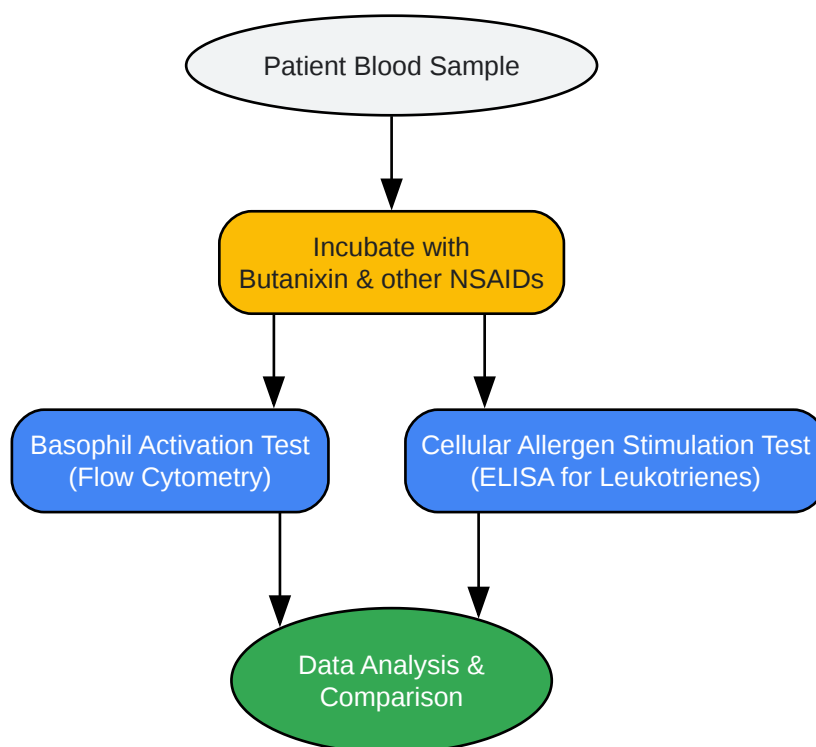 Patient Blood Sample
Incubate with
Butanixin & other NSAIDs
Basophil Activation Test
(Flow Cytometry)
Cellular Allergen Stimulation Test
(ELISA for Leukotrienes)
Data Analysis &
Comparison